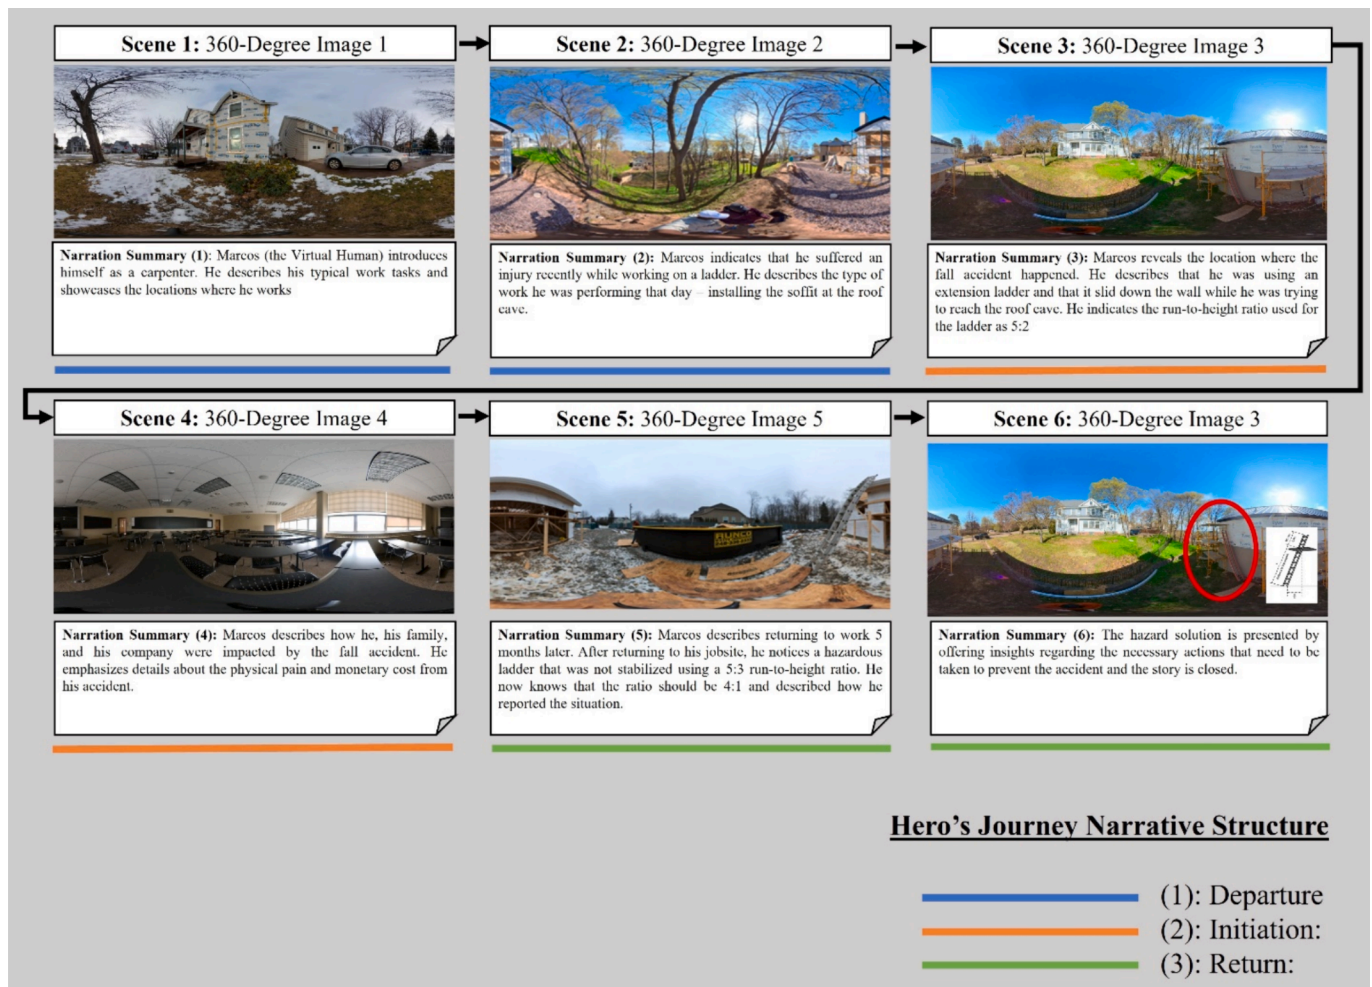 Scene 1: 360-Degree Image 1
Scene 2: 360-Degree Image 2
Scene 3: 360-Degree Image 3
Narration Summary (1): Marcos (the Virtual Human) introduces
himself as a carpenter. He describes his typical work tasks and
showcases the locations where he works
Narration Summary (2): Marcos indicates that he suffered an
injury recently while working on a ladder. He describes the type of
work he was performing that day – installing the soffit at the roof
cave.
Narration Summary (3): Marcos reveals the location where the
fall accident happened. He describes that he was using an
extension ladder and that it slid down the wall while he was trying
to reach the roof cave. He indicates the run-to-height ratio used for
the ladder as 5:2
Scene 4: 360-Degree Image 4
Scene 5: 360-Degree Image 5
Scene 6: 360-Degree Image 3
RUNCO
Narration Summary (4): Marcos describes how he, his family,
and his company were impacted by the fall accident. He
emphasizes details about the physical pain and monetary cost from
his accident.
Narration Summary (5): Marcos describes returning to work 5
months later. After returning to his jobsite, he notices a hazardous
ladder that was not stabilized using a 5:3 run-to-height ratio. He
now knows that the ratio should be 4:1 and described how he
reported the situation.
Narration Summary (6): The hazard solution is presented by
offering insights regarding the necessary actions that need to be
taken to prevent the accident and the story is closed.
Hero's Journey Narrative Structure
(1): Departure
(2): Initiation:
(3): Return: